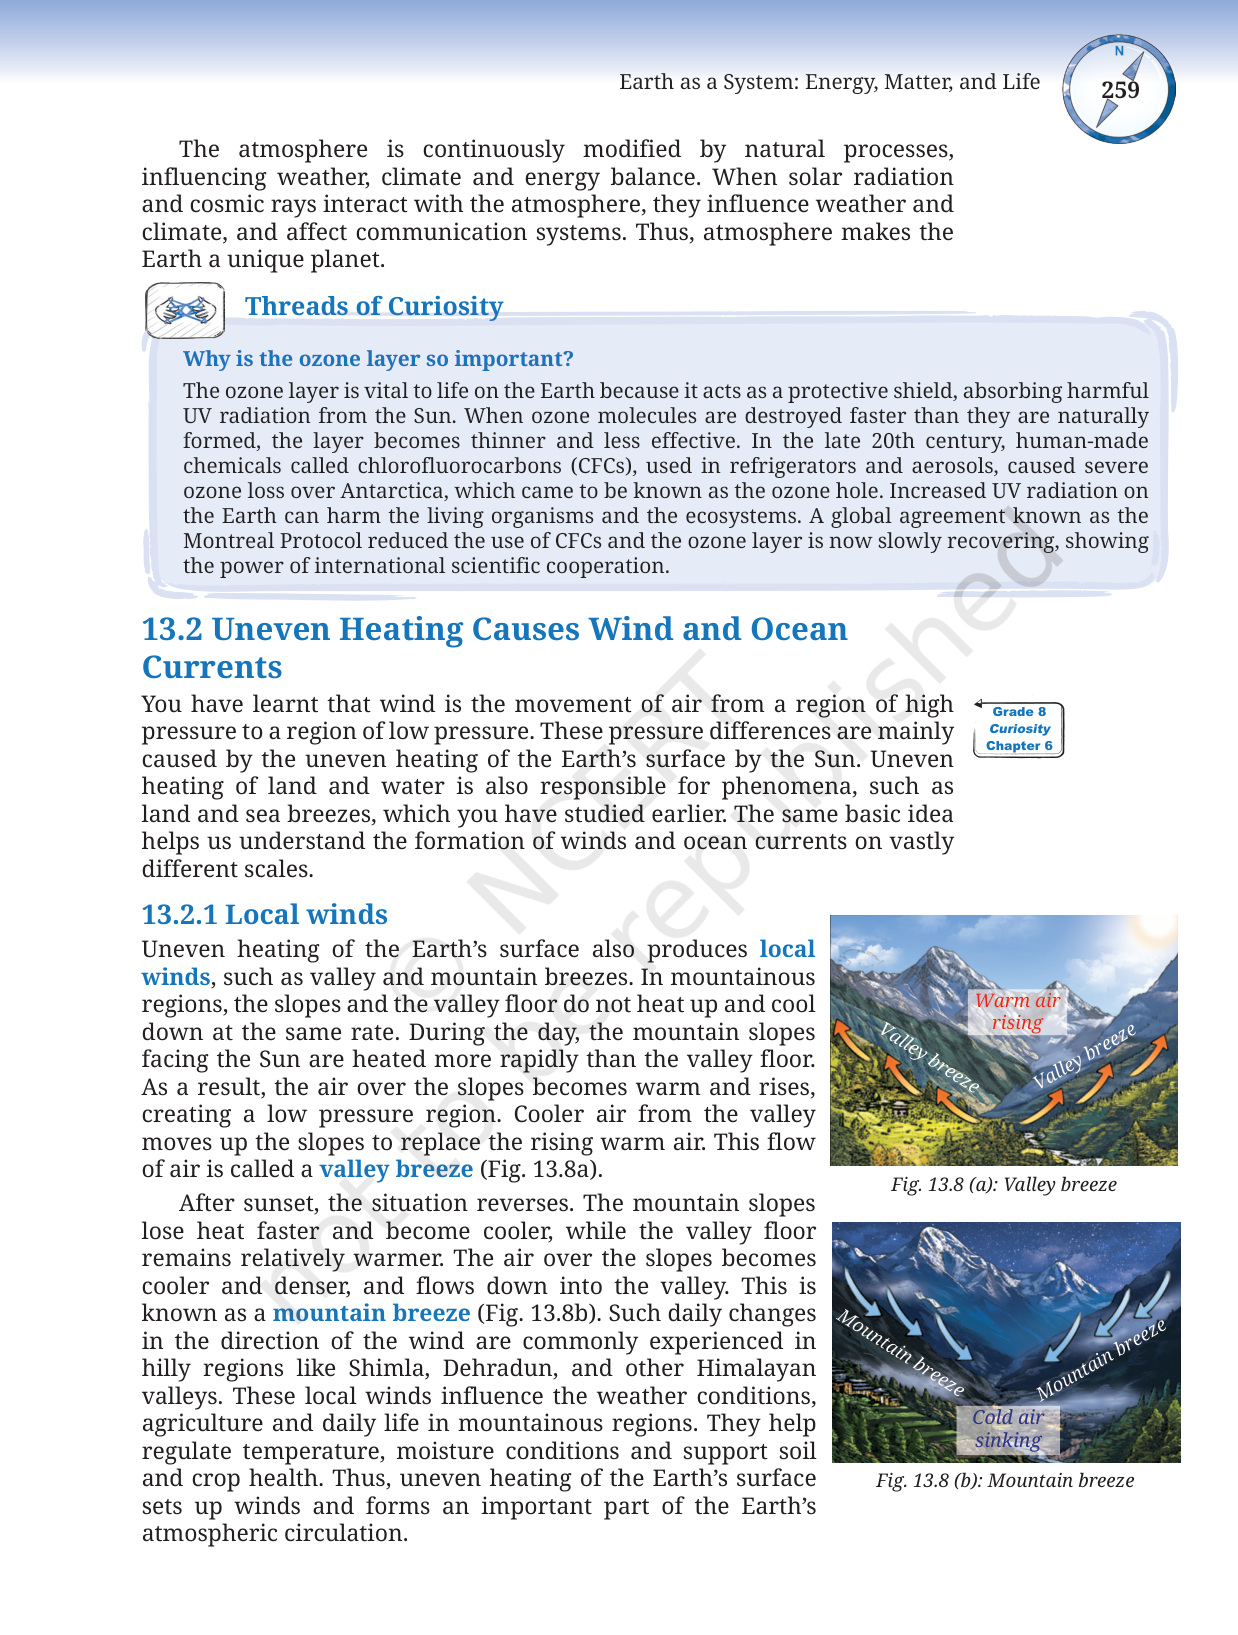 Earth as a System: Energy, Matter, and Life
N
259
The atmosphere is continuously modified by natural processes,
influencing weather, climate and energy balance. When solar radiation
and cosmic rays interact with the atmosphere, they influence weather and
climate, and affect communication systems. Thus, atmosphere makes the
Earth a unique planet.
Threads of Curiosity
Why is the ozone layer so important?
The ozone layer is vital to life on the Earth because it acts as a protective shield, absorbing harmful
UV radiation from the Sun. When ozone molecules are destroyed faster than they are naturally
formed, the layer becomes thinner and less effective. In the late 20th century, human-made
chemicals called chlorofluorocarbons (CFCs), used in refrigerators and aerosols, caused severe
ozone loss over Antarctica, which came to be known as the ozone hole. Increased UV radiation on
the Earth can harm the living organisms and the ecosystems. A global agreement known as the
Montreal Protocol reduced the use of CFCs and the ozone layer is now slowly recovering, showing
the power of international scientific cooperation.
13.2 Uneven Heating Causes Wind and Ocean
Currents
You have learnt that wind is the movement of air from a region of high
pressure to a region of low pressure. These pressure differences are mainly
caused by the uneven heating of the Earth's surface by the Sun. Uneven
heating of land and water is also responsible for phenomena, such as
land and sea breezes, which you have studied earlier. The same basic idea
helps us understand the formation of winds and ocean currents on vastly
different scales.
Grade 8
Curiosity
Chapter 6
13.2.1 Local winds
Uneven heating of the Earth's surface also produces local
winds, such as valley and mountain breezes. In mountainous
regions, the slopes and the valley floor do not heat up and cool
down at the same rate. During the day, the mountain slopes
facing the Sun are heated more rapidly than the valley floor.
As a result, the air over the slopes becomes warm and rises,
creating a low pressure region. Cooler air from the valley
moves up the slopes to replace the rising warm air. This flow
of air is called a valley breeze (Fig. 13.8a).
After sunset, the situation reverses. The mountain slopes
lose heat faster and become cooler, while the valley floor
remains relatively warmer. The air over the slopes becomes
cooler and denser, and flows down into the valley. This is
known as a mountain breeze (Fig. 13.8b). Such daily changes
in the direction of the wind are commonly experienced in
hilly regions like Shimla, Dehradun, and other Himalayan
valleys. These local winds influence the weather conditions,
agriculture and daily life in mountainous regions. They help
regulate temperature, moisture conditions and support soil
and crop health. Thus, uneven heating of the Earth's surface
sets up winds and forms an important part of the Earth's
atmospheric circulation.
Warm air
rising
Valley breeze
Valley breeze
Fig. 13.8 (a): Valley breeze
Mountain breeze
Mountain breeze
Cold air
sinking
Fig. 13.8 (b): Mountain breeze
© NCERT
not to be republished